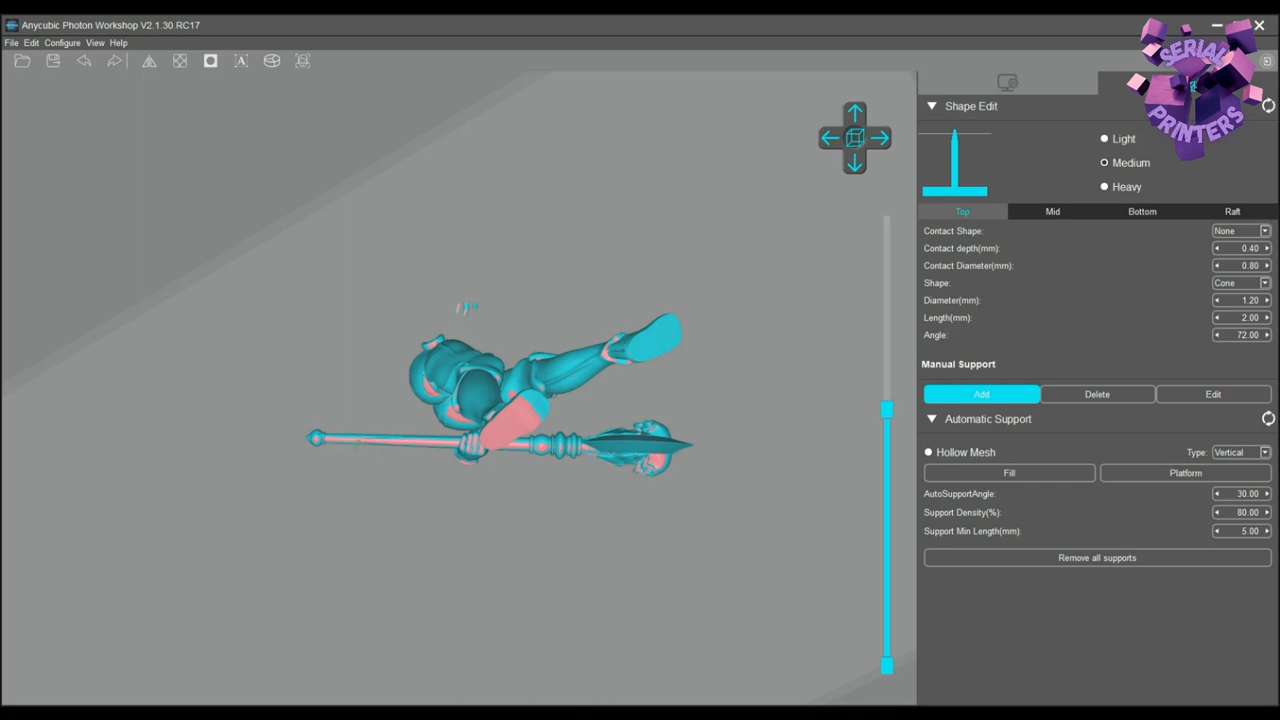 Anycubic Photon Workshop V2.1.30.RC17
File Edit Configure View Help
SERIAL
PRINTERS
Shape Edit
Light
Medium
Heavy
Top Mid Bottom Raft
Contact Shape: None
Contact depth(mm): 0.40
Contact Diameter(mm): 0.80
Shape: Cone
Diameter(mm): 1.20
Length(mm): 2.00
Angle: 72.00
Manual Support
Add Delete Edit
Automatic Support
Hollow Mesh Type: Vertical
Fill Platform
AutoSupportAngle: 30.00
Support Density(%): 80.00
Support Min Length(mm): 5.00
Remove all supports